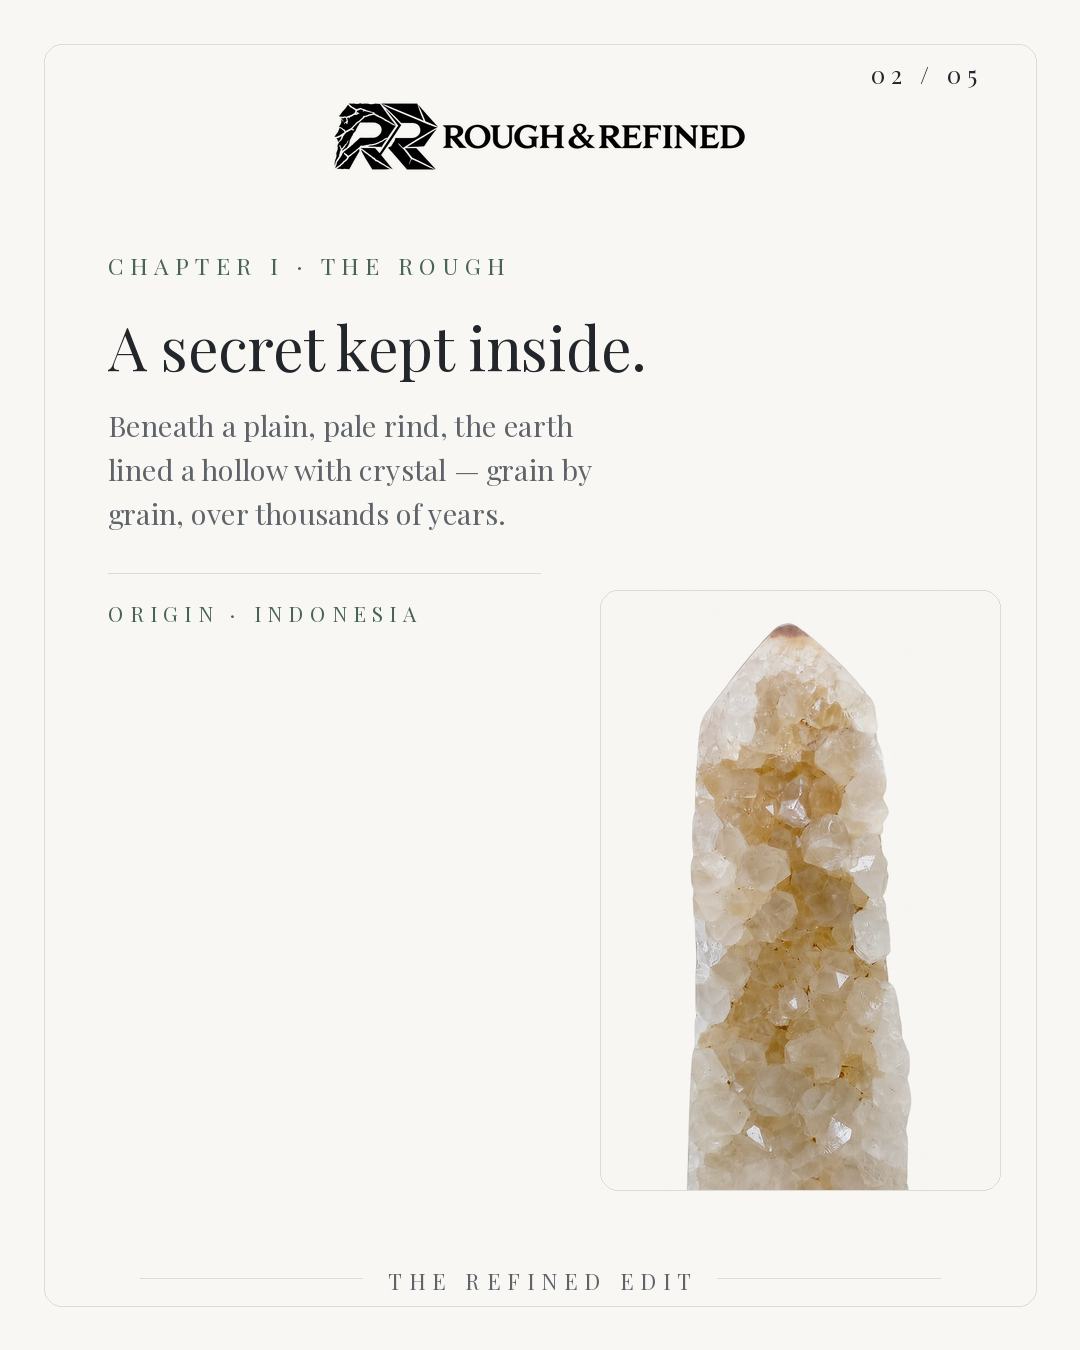 02 / 05
RR ROUGH & REFINED
CHAPTER I · THE ROUGH
A secret kept inside.
Beneath a plain, pale rind, the earth
lined a hollow with crystal — grain by
grain, over thousands of years.
ORIGIN · INDONESIA
THE REFINED EDIT